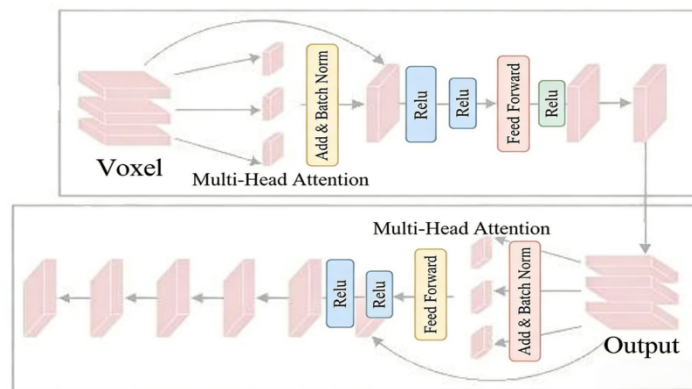 Voxel
Multi-Head Attention
Add & Batch Norm
Relu
Relu
Feed Forward
Relu
Multi-Head Attention
Relu
Relu
Feed Forward
Add & Batch Norm
Output